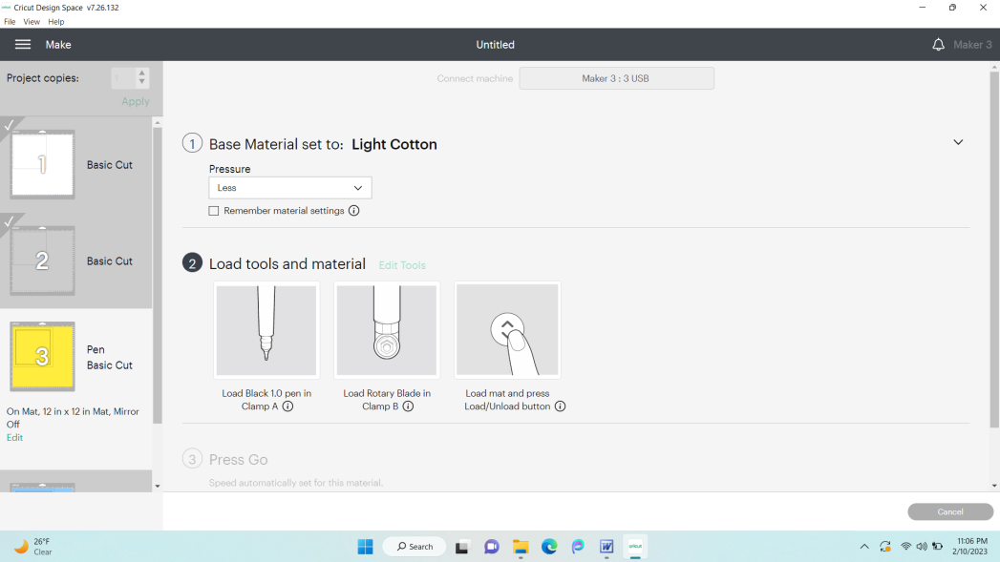 cricut Cricut Design Space v7.26.132
File View Help
Make
Untitled
Maker 3
Project copies:
1
Apply
Connect machine
Maker 3 : 3 USB
1
Basic Cut
2
Basic Cut
3
Pen
Basic Cut
On Mat, 12 in x 12 in Mat, Mirror
Off
Edit
1 Base Material set to: Light Cotton
Pressure
Less
Remember material settings
2 Load tools and material Edit Tools
Load Black 1.0 pen in
Clamp A
Load Rotary Blade in
Clamp B
Load mat and press
Load/Unload button
3 Press Go
Speed automatically set for this material.
Cancel
26°F
Clear
Search
W
cricut
11:06 PM
2/10/2023